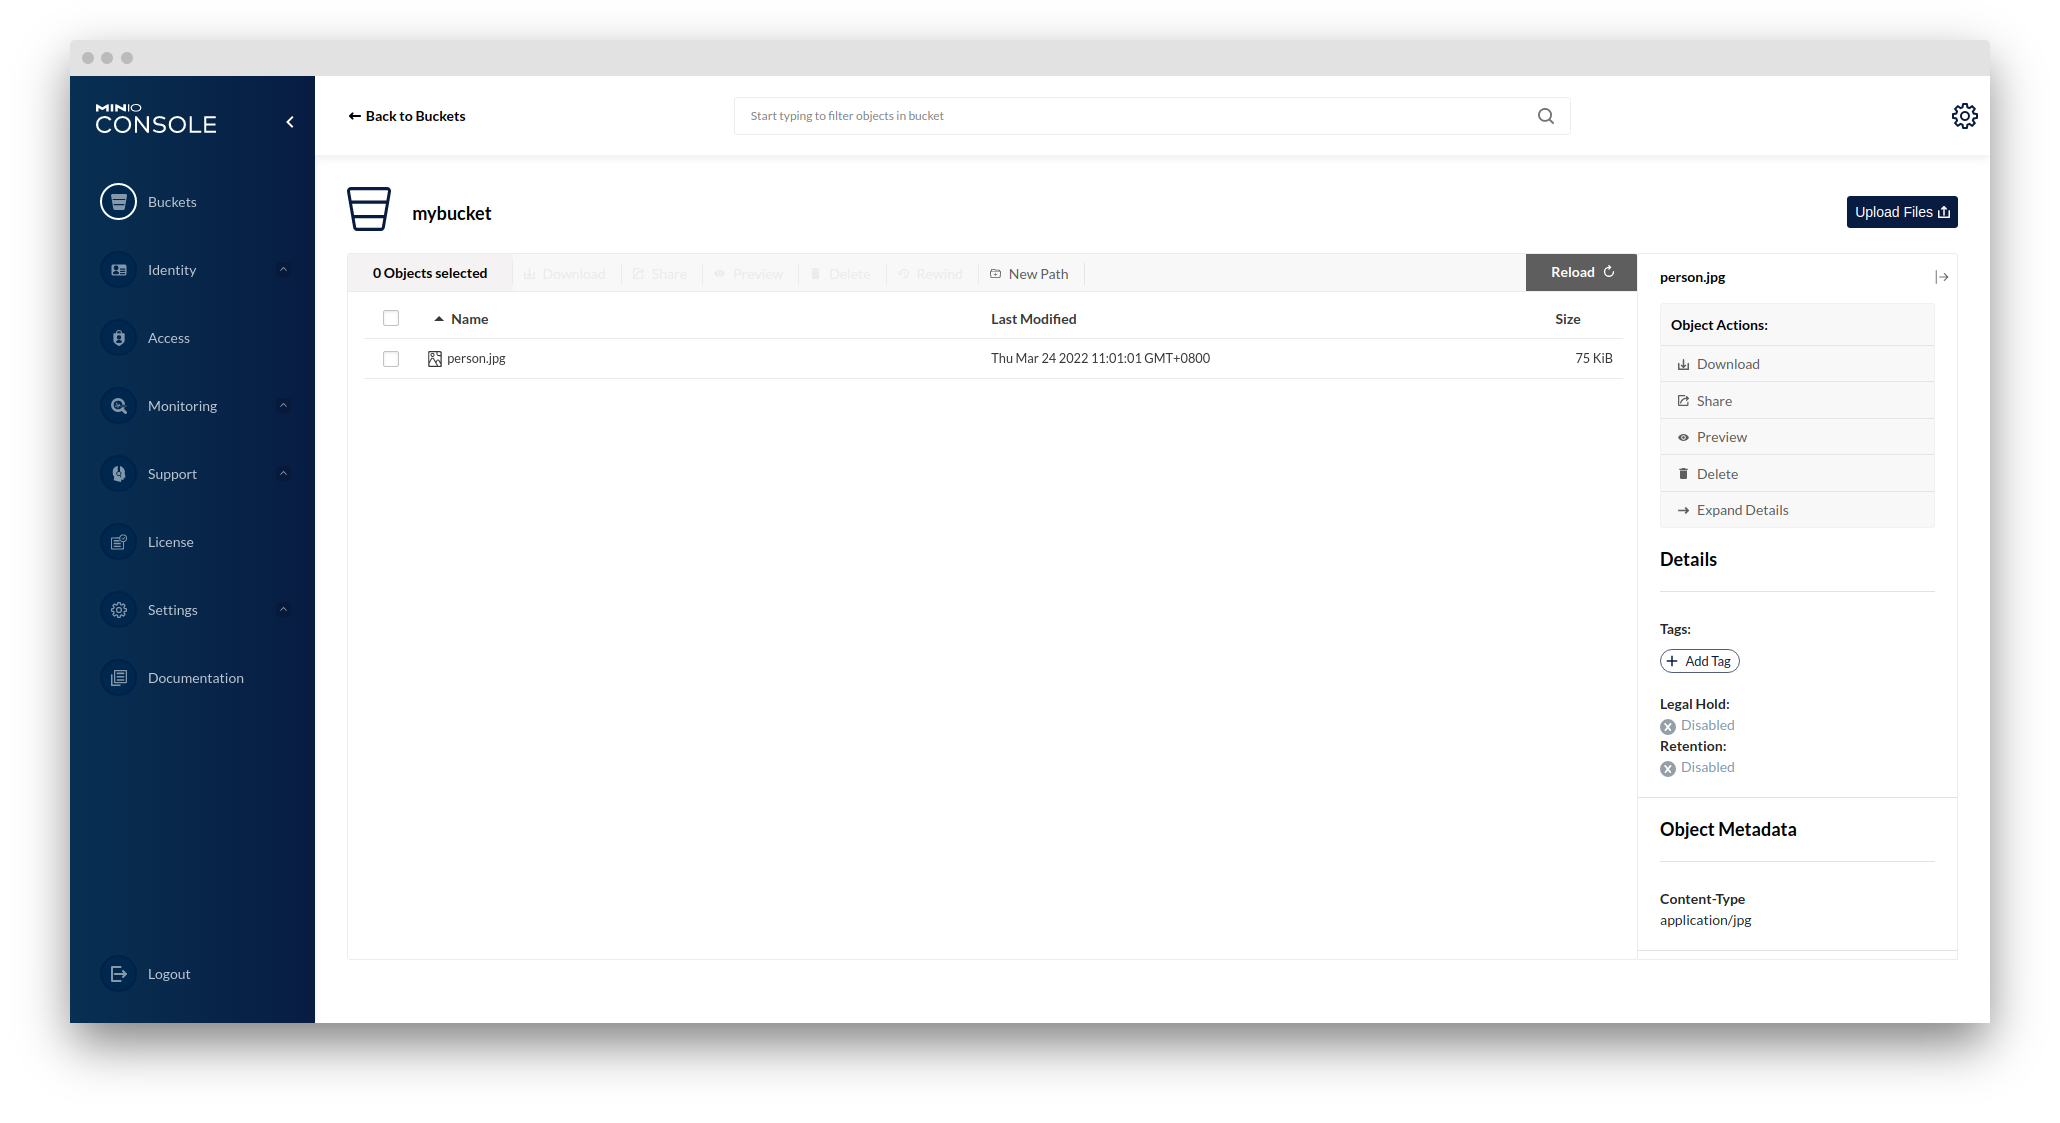 MINIO
CONSOLE
Buckets
Identity
Access
Monitoring
Support
License
Settings
Documentation
Logout
Back to Buckets
Start typing to filter objects in bucket
mybucket
Upload Files
0 Objects selected Download Share Preview Delete Rewind New Path Reload
Name Last Modified Size
person.jpg Thu Mar 24 2022 11:01:01 GMT+0800 75 KiB
person.jpg
Object Actions:
Download
Share
Preview
Delete
Expand Details
Details
Tags:
+ Add Tag
Legal Hold:
Disabled
Retention:
Disabled
Object Metadata
Content-Type
application/jpg